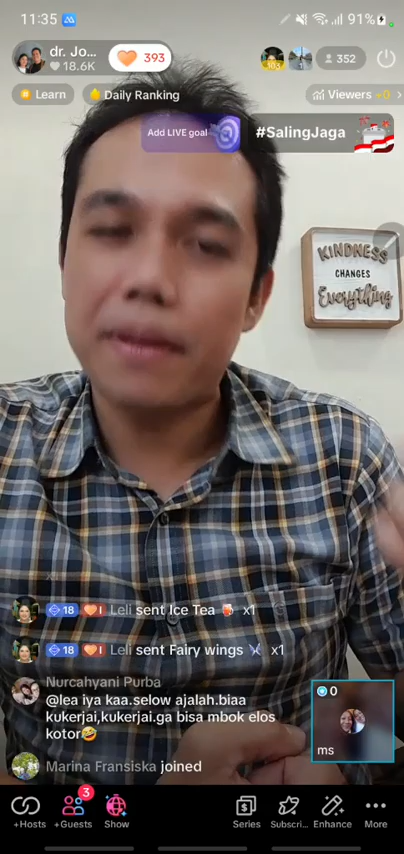 11:35
91%
dr. Jo...
18.6K
393
103
352
Learn
Daily Ranking
Viewers +0 >
Add LIVE goal
#SalingJaga
KINDNESS
CHANGES
Everything
18 I Leli sent Ice Tea x1
18 I Leli sent Fairy wings x1
Nurcahyani Purba
@lea iya kaa.selow ajalah.biaa
kukerjai,kukerjai.ga bisa mbok elos
kotor🤣
0
ms
Marina Fransiska joined
3
+Hosts
+Guests
Show
Series
Subscri...
Enhance
More